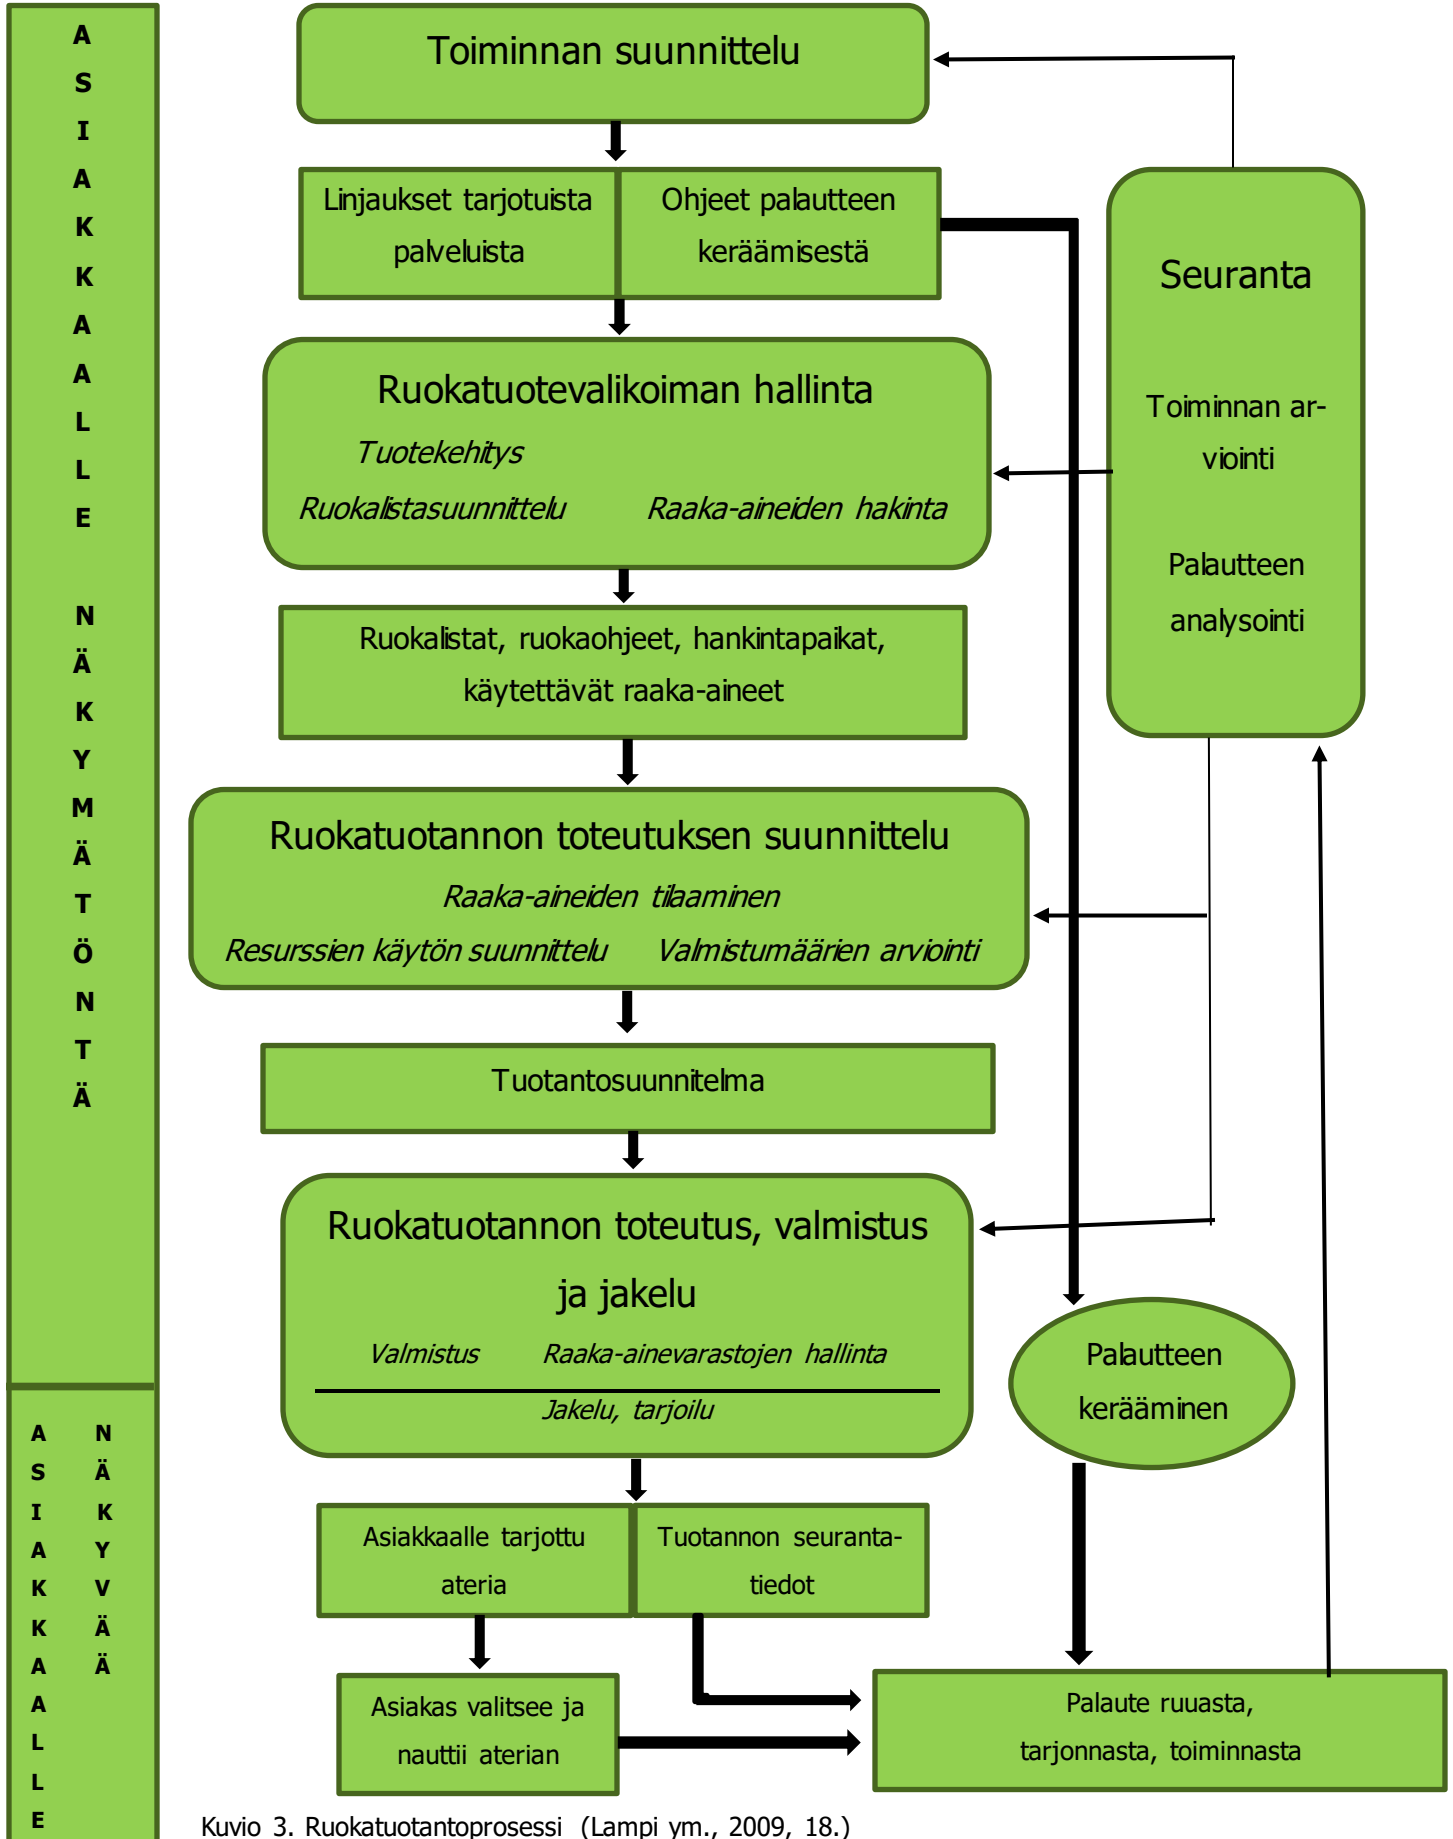 ASIAKKAALLE NÄKYMÄTÖNTÄ
ASIAKKAALLE
NÄKYVÄÄ
Toiminnan suunnittelu
Linjaukset tarjotuista
palveluista
Ohjeet palautteen
keräämisestä
Ruokatuotevalikoiman hallinta
Tuotekehitys
Ruokalistasuunnittelu Raaka-aineiden hakinta
Ruokalistat, ruokaohjeet, hankintapaikat,
käytettävät raaka-aineet
Ruokatuotannon toteutuksen suunnittelu
Raaka-aineiden tilaaminen
Resurssien käytön suunnittelu Valmistumäärien arviointi
Tuotantosuunnitelma
Ruokatuotannon toteutus, valmistus
ja jakelu
Valmistus Raaka-ainevarastojen hallinta
Jakelu, tarjoilu
Asiakkaalle tarjottu
ateria
Tuotannon seuranta-
tiedot
Asiakas valitsee ja
nauttii aterian
Seuranta
Toiminnan ar-
viointi
Palautteen
analysointi
Palautteen
kerääminen
Palaute ruuasta,
tarjonnasta, toiminnasta
Kuvio 3. Ruokatuotantoprosessi (Lampi ym., 2009, 18.)